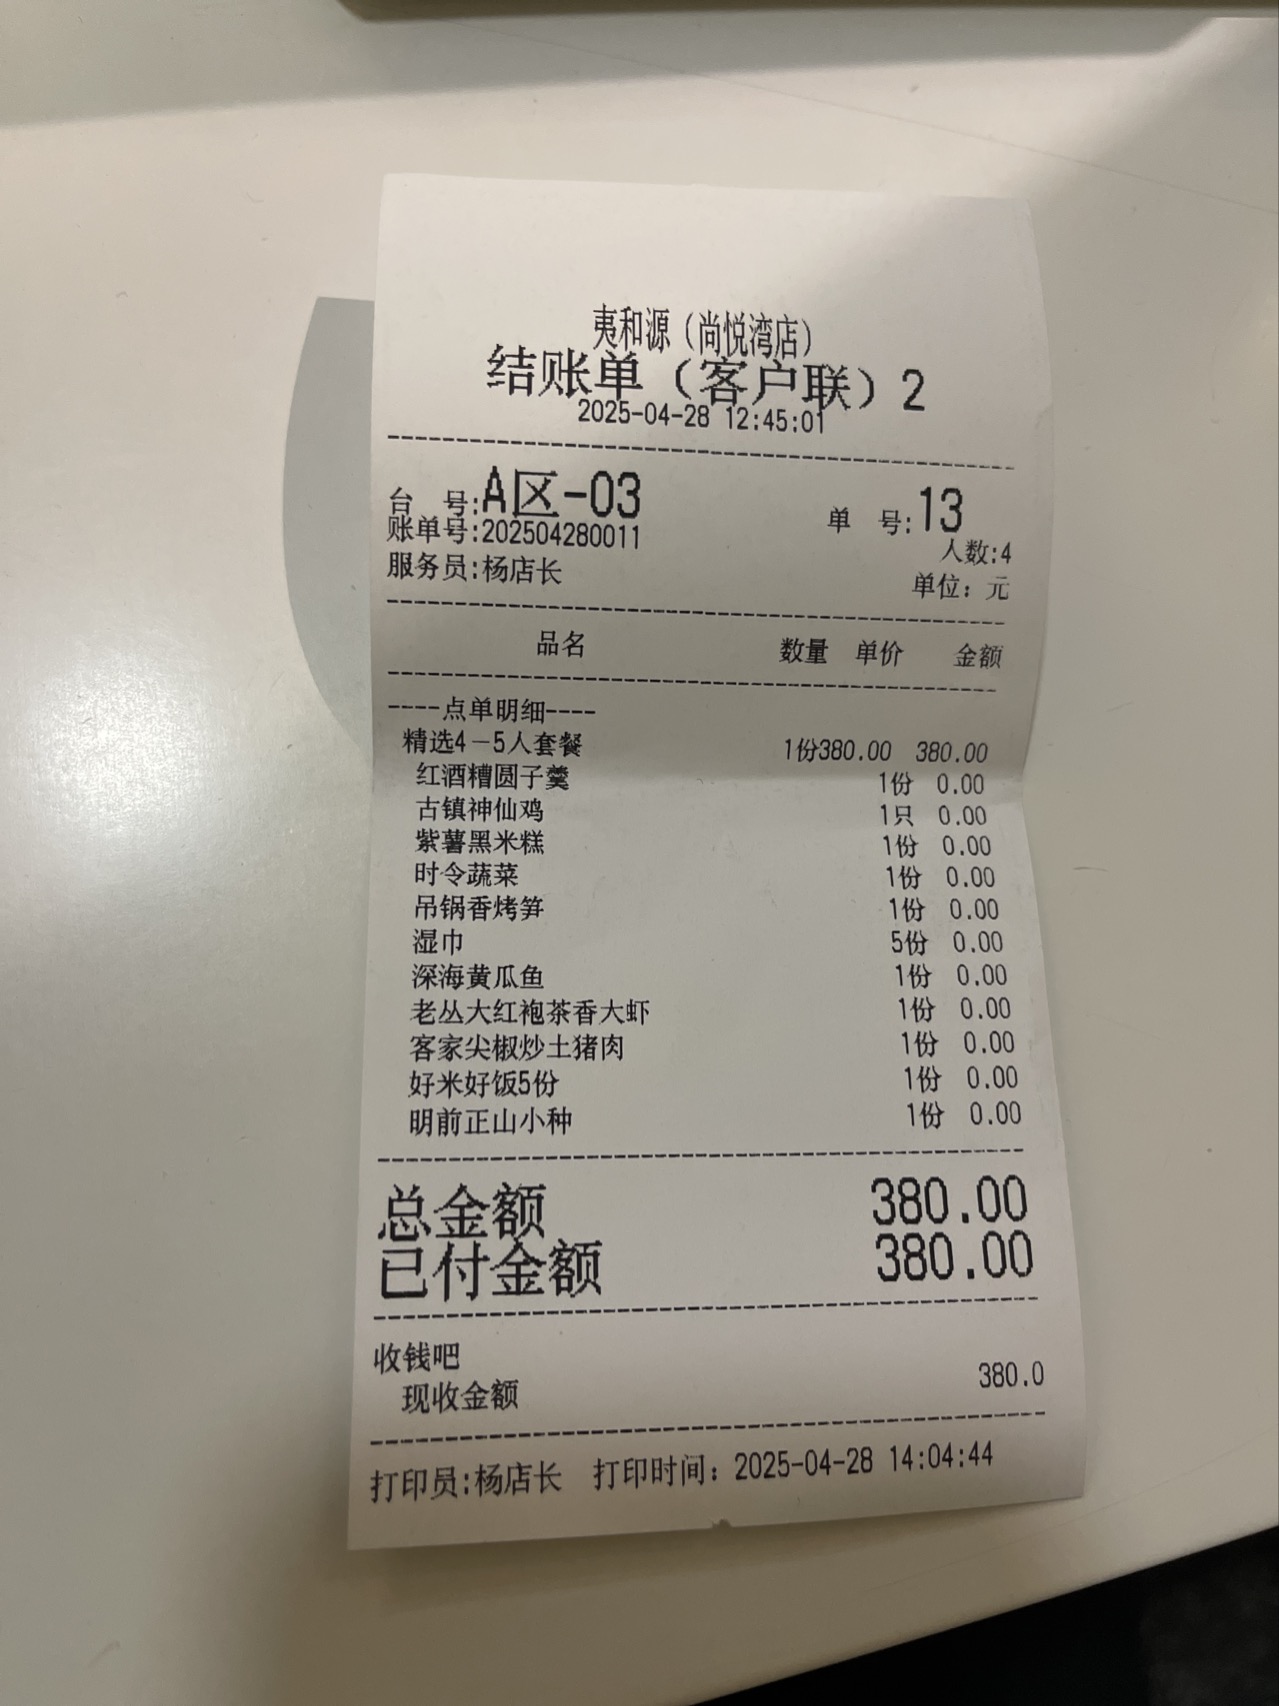 夷和源（尚悦湾店）
结账单（客户联）2
2025-04-28 12:45:01
台 号:A区-03 单 号:13
账单号:202504280011 人数:4
服务员:杨店长 单位：元
品名 数量 单价 金额
----点单明细----
精选4－5人套餐 1份380.00 380.00
红酒糟圆子羹 1份 0.00
古镇神仙鸡 1只 0.00
紫薯黑米糕 1份 0.00
时令蔬菜 1份 0.00
吊锅香烤笋 1份 0.00
湿巾 5份 0.00
深海黄瓜鱼 1份 0.00
老丛大红袍茶香大虾 1份 0.00
客家尖椒炒土猪肉 1份 0.00
好米好饭5份 1份 0.00
明前正山小种 1份 0.00
总金额 380.00
已付金额 380.00
收钱吧
现收金额 380.0
打印员:杨店长 打印时间：2025-04-28 14:04:44